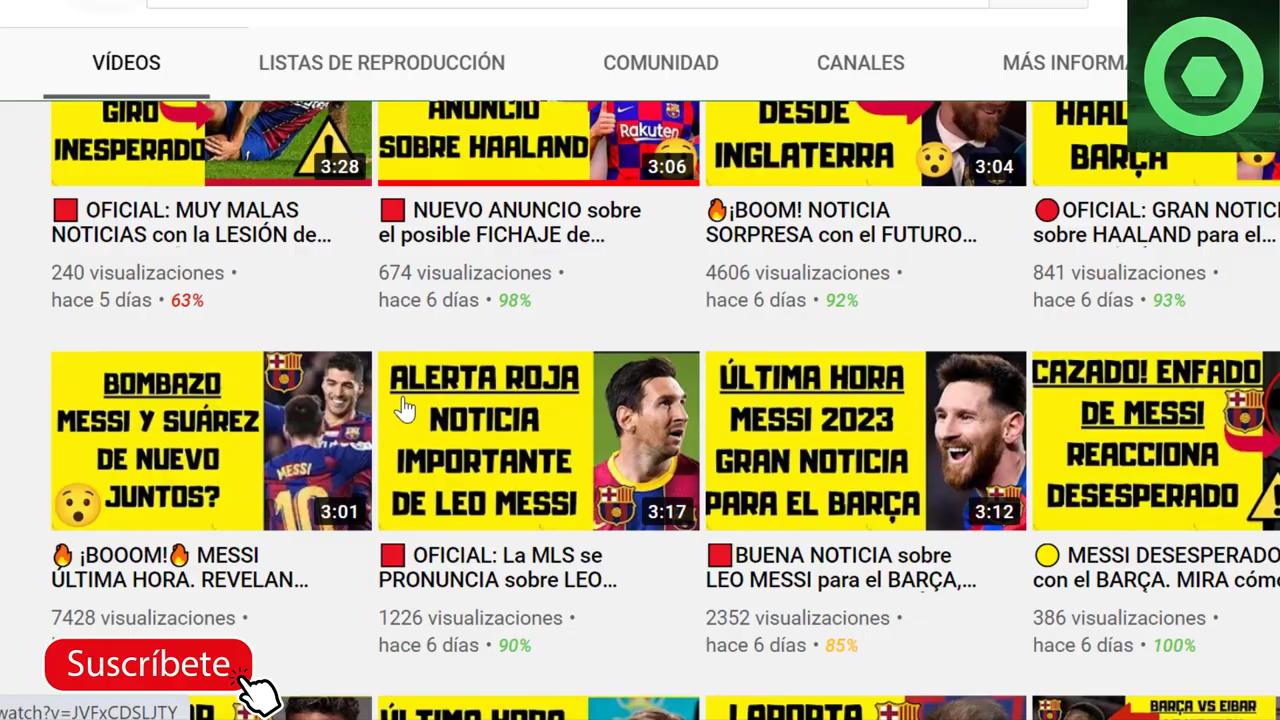 VÍDEOS
LISTAS DE REPRODUCCIÓN
COMUNIDAD
CANALES
MÁS INFORMA
GIRO
INESPERADO
3:28
ANUNCIO
SOBRE HAALAND
Rakuten
3:06
DESDE
INGLATERRA
3:04
HAAL
BARÇA
🟥 OFICIAL: MUY MALAS
NOTICIAS con la LESIÓN de...
240 visualizaciones •
hace 5 días • 63%
🟥 NUEVO ANUNCIO sobre
el posible FICHAJE de...
674 visualizaciones •
hace 6 días • 98%
🔥¡BOOM! NOTICIA
SORPRESA con el FUTURO...
4606 visualizaciones •
hace 6 días • 92%
🔴OFICIAL: GRAN NOTICI
sobre HAALAND para el...
841 visualizaciones •
hace 6 días • 93%
BOMBAZO
MESSI Y SUÁREZ
DE NUEVO
JUNTOS?
MESSI
10
3:01
ALERTA ROJA
NOTICIA
IMPORTANTE
DE LEO MESSI
3:17
ÚLTIMA HORA
MESSI 2023
GRAN NOTICIA
PARA EL BARÇA
3:12
CAZADO! ENFADO
DE MESSI
REACCIONA
DESESPERADO
🔥 ¡BOOOM!🔥 MESSI
ÚLTIMA HORA. REVELAN...
7428 visualizaciones •
🟥 OFICIAL: La MLS se
PRONUNCIA sobre LEO...
1226 visualizaciones •
hace 6 días • 90%
🟥BUENA NOTICIA sobre
LEO MESSI para el BARÇA,...
2352 visualizaciones •
hace 6 días • 85%
🟡 MESSI DESESPERADO
con el BARÇA. MIRA cómo
386 visualizaciones •
hace 6 días • 100%
Suscríbete
watch?v=JVFxCDSLJTY
ÚLTIMA HORA
LAPORTA
BARÇA VS EIBAR